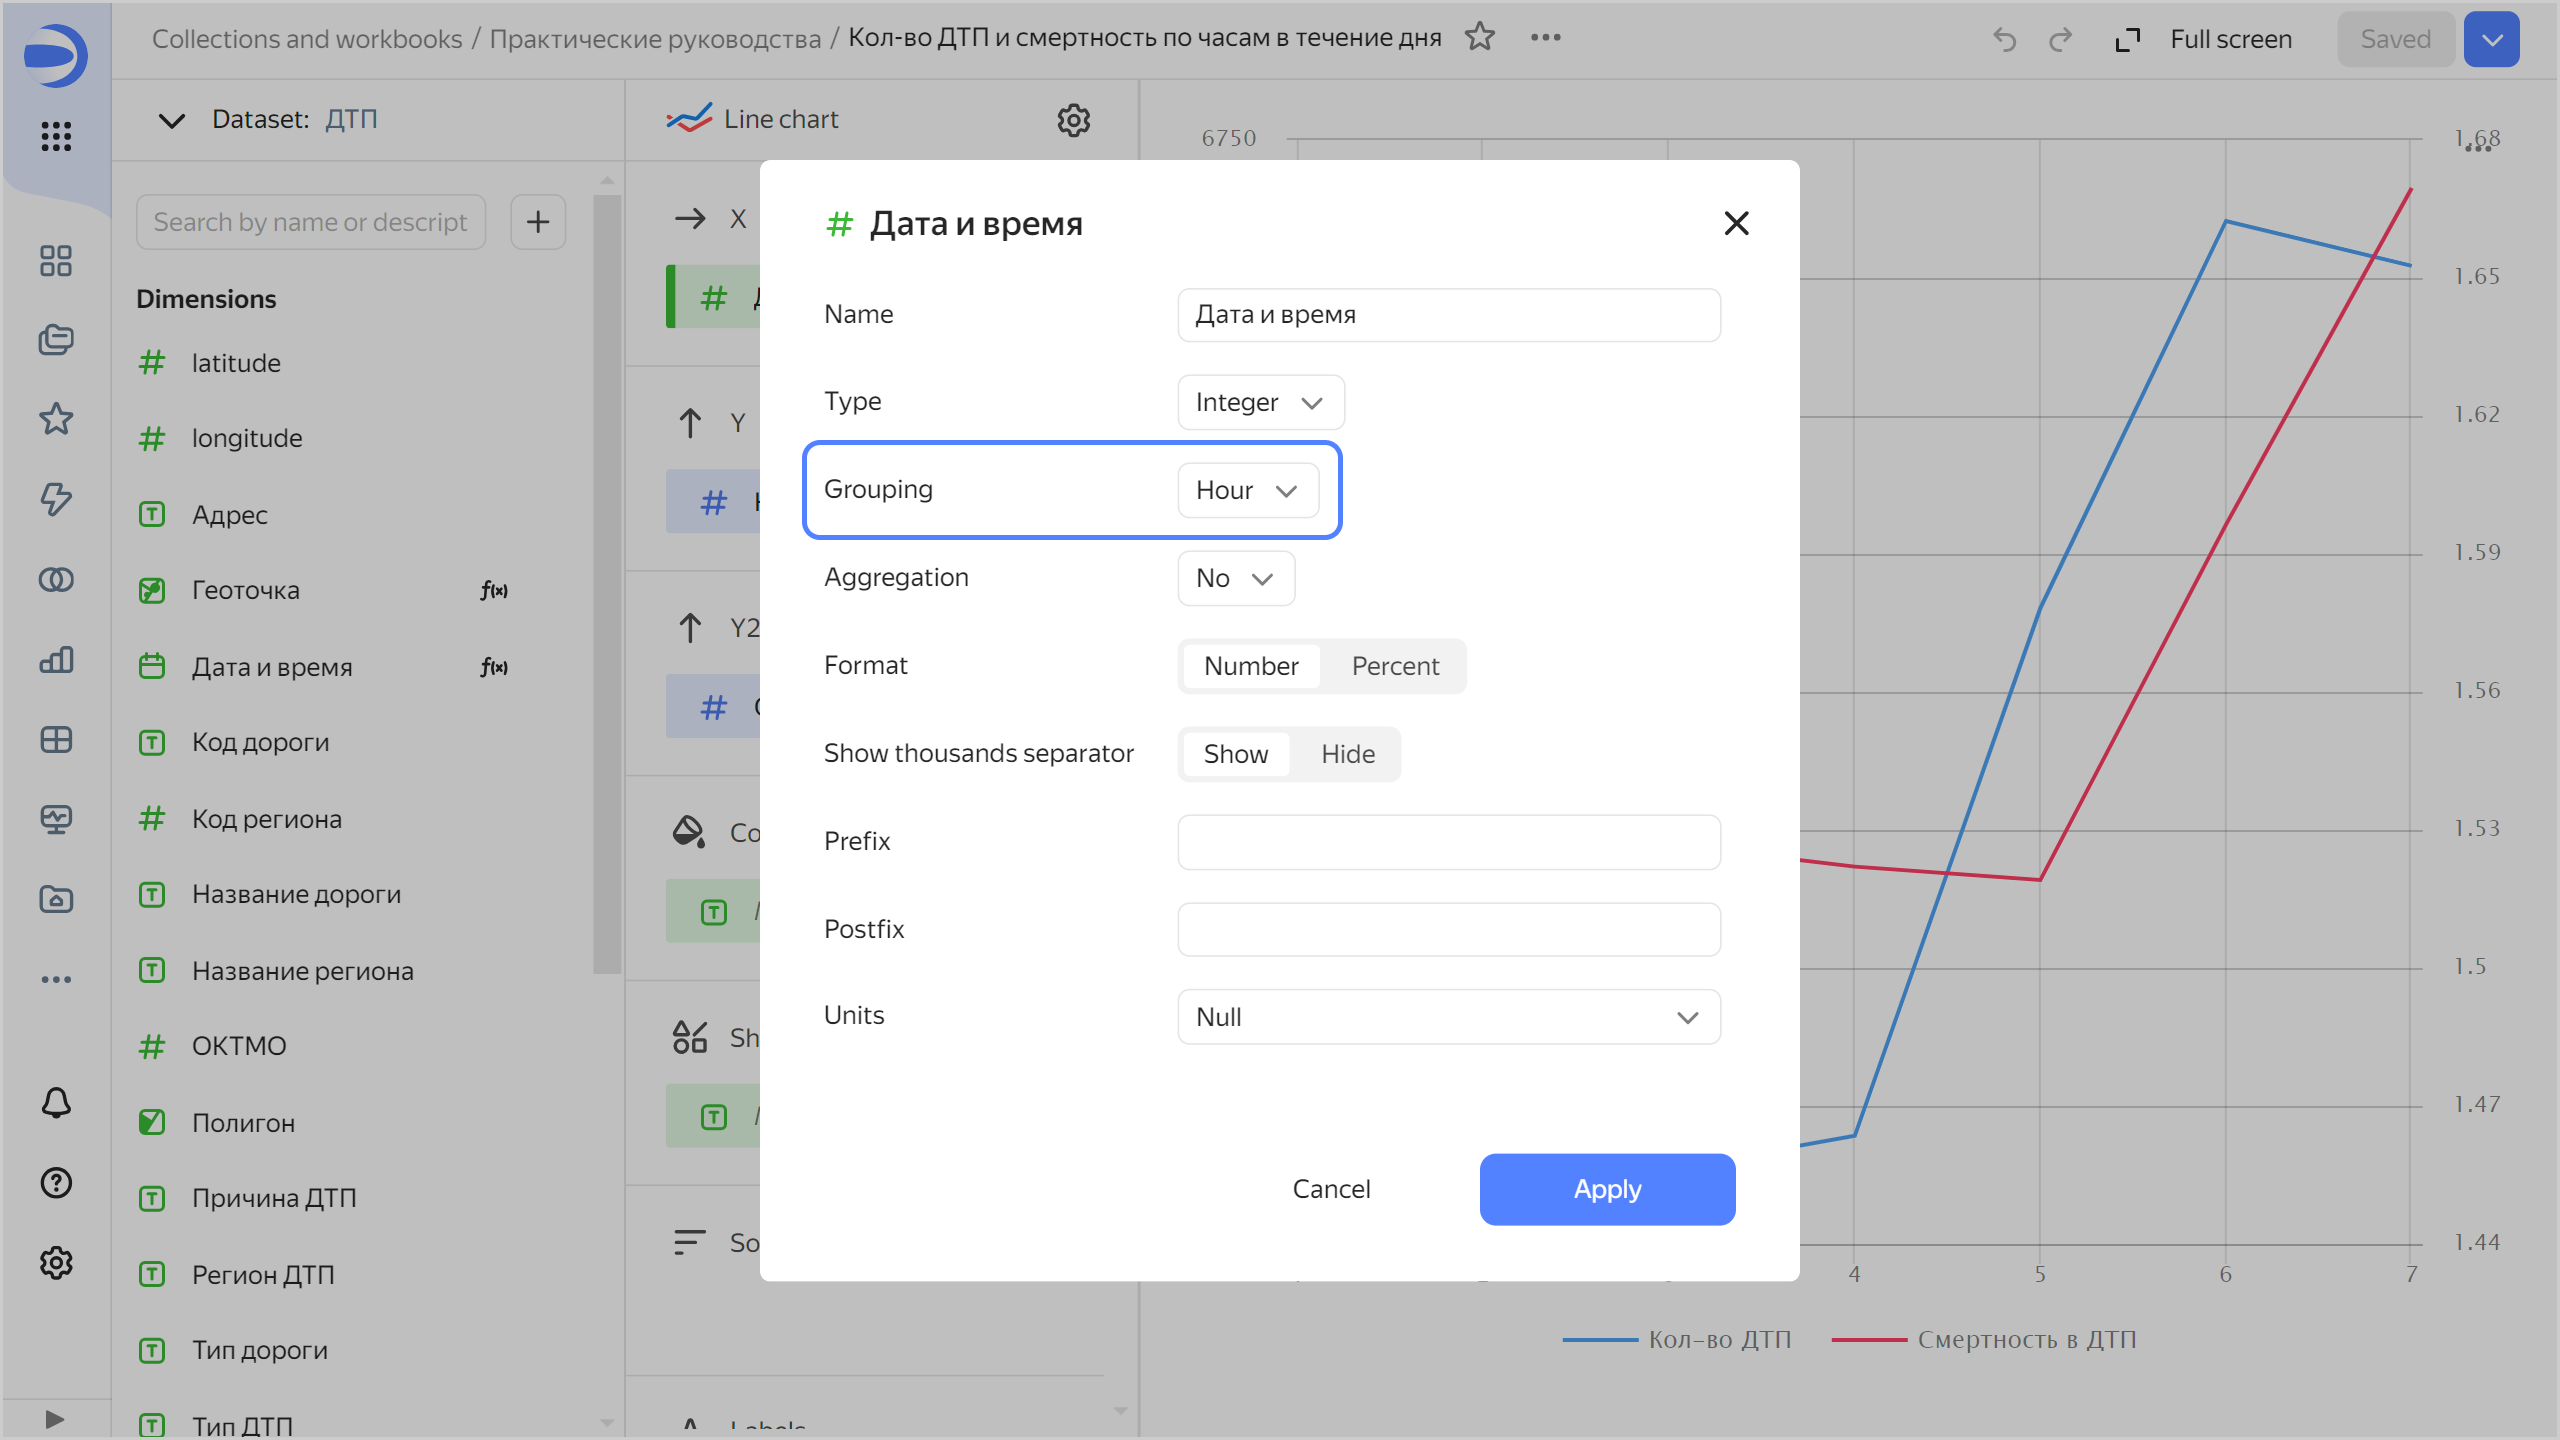 Collections and workbooks / Практические руководства / Кол-во ДТП и смертность по часам в течение дня
Full screen
Saved
Dataset: ДТП
Search by name or descript
Dimensions
latitude
longitude
Адрес
Геоточка f(x)
Дата и время f(x)
Код дороги
Код региона
Название дороги
Название региона
ОКТМО
Полигон
Причина ДТП
Регион ДТП
Тип дороги
Тип ДТП
Line chart
X
Y
Y2
Co
Sh
So
Labels
Дата и время
Name
Дата и время
Type
Integer
Grouping
Hour
Aggregation
No
Format
Number Percent
Show thousands separator
Show Hide
Prefix
Postfix
Units
Null
Cancel
Apply
6750
1.68
1.65
1.62
1.59
1.56
1.53
1.5
1.47
1.44
4 5 6 7
Кол-во ДТП Смертность в ДТП